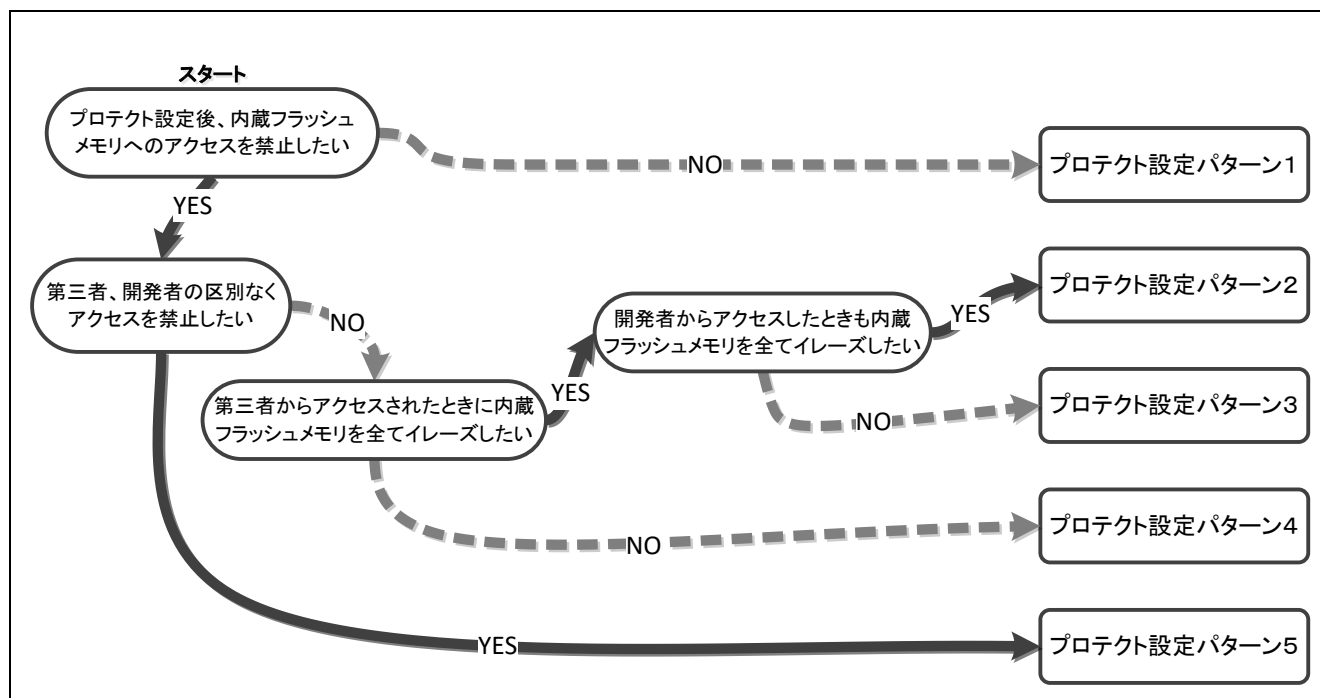 スタート
プロテクト設定後、内蔵フラッシュ
メモリへのアクセスを禁止したい
NO
プロテクト設定パターン1
YES
第三者、開発者の区別なく
アクセスを禁止したい
NO
開発者からアクセスしたときも内蔵
フラッシュメモリを全てイレーズしたい
YES
プロテクト設定パターン2
第三者からアクセスされたときに内蔵
フラッシュメモリを全てイレーズしたい
YES
NO
プロテクト設定パターン3
NO
プロテクト設定パターン4
YES
プロテクト設定パターン5